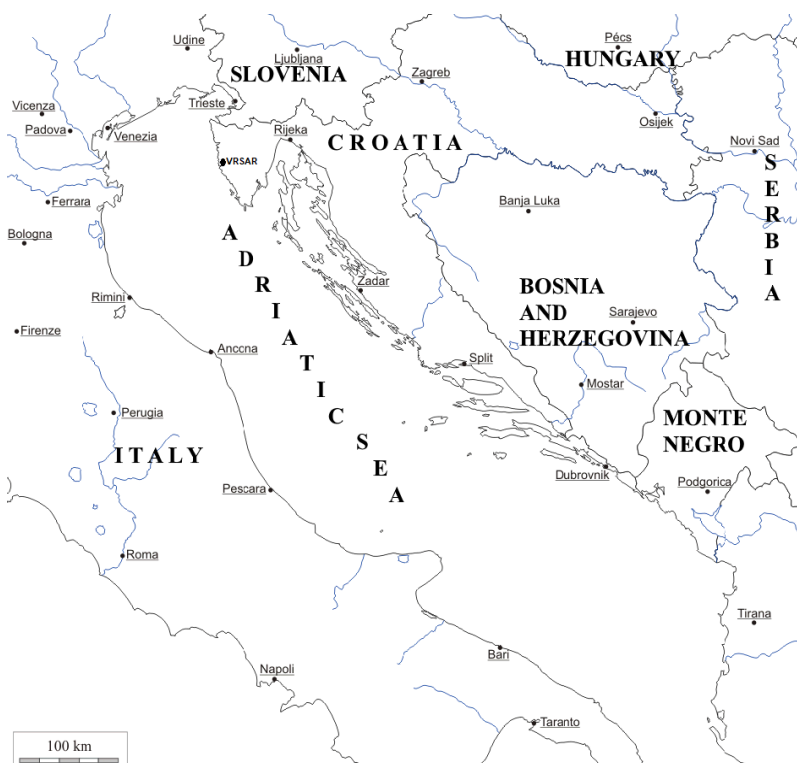 Udine
Ljubljana
SLOVENIA
Pécs
HUNGARY
Zagreb
Vicenza
Trieste
Padova
Venezia
Rijeka
CROATIA
Osijek
Novi Sad
VRSAR
SERBIA
Ferrara
Banja Luka
Bologna
ADRIATIC SEA
Zadar
BOSNIA
AND
HERZEGOVINA
Rimini
Sarajevo
Firenze
Anccna
Split
Mostar
Perugia
MONTE
NEGRO
ITALY
Dubrovnik
Pescara
Podgorica
Roma
Tirana
Bari
Napoli
Taranto
100 km